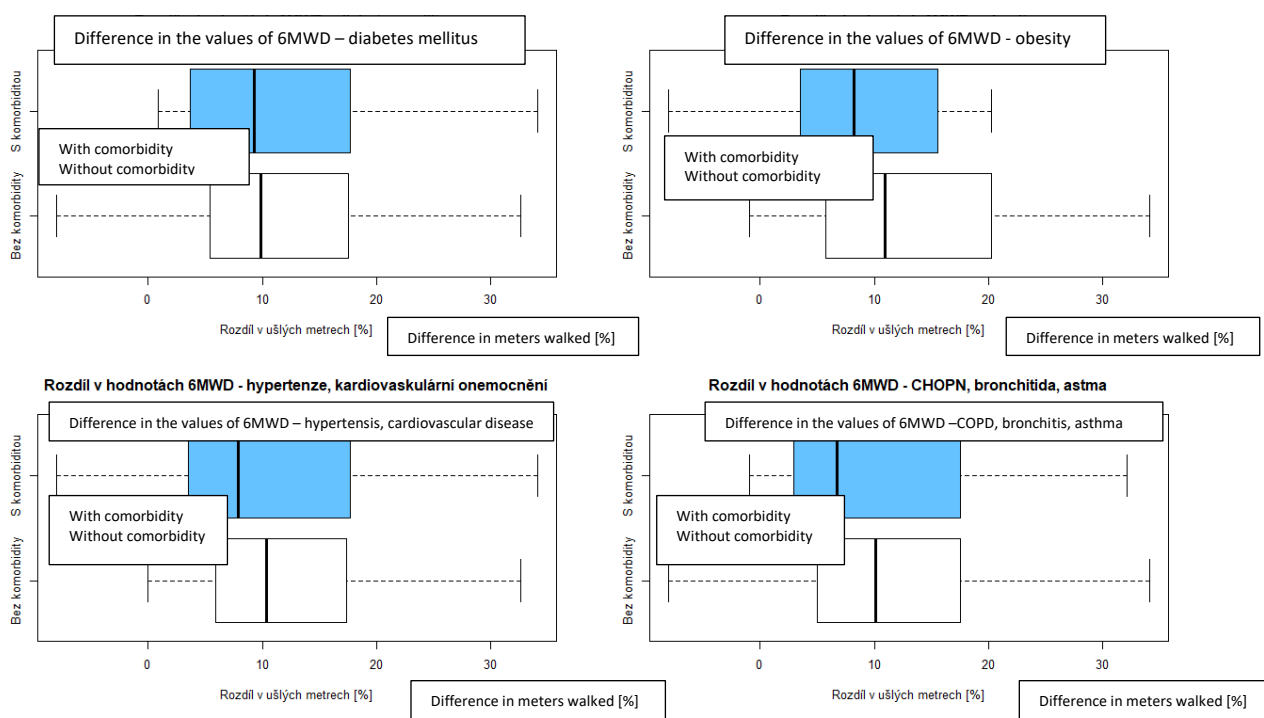 Difference in the values of 6MWD – diabetes mellitus
S komorbiditou
Bez komorbidity
With comorbidity
Without comorbidity
0 10 20 30
Rozdíl v ušlých metrech [%]
Difference in meters walked [%]
Difference in the values of 6MWD - obesity
S komorbiditou
Bez komorbidity
With comorbidity
Without comorbidity
0 10 20 30
Rozdíl v ušlých metrech [%]
Difference in meters walked [%]
Rozdíl v hodnotách 6MWD - hypertenze, kardiovaskulární onemocnění
Difference in the values of 6MWD – hypertensis, cardiovascular disease
S komorbiditou
Bez komorbidity
With comorbidity
Without comorbidity
0 10 20 30
Rozdíl v ušlých metrech [%]
Difference in meters walked [%]
Rozdíl v hodnotách 6MWD - CHOPN, bronchitida, astma
Difference in the values of 6MWD –COPD, bronchitis, asthma
S komorbiditou
Bez komorbidity
With comorbidity
Without comorbidity
0 10 20 30
Rozdíl v ušlých metrech [%]
Difference in meters walked [%]